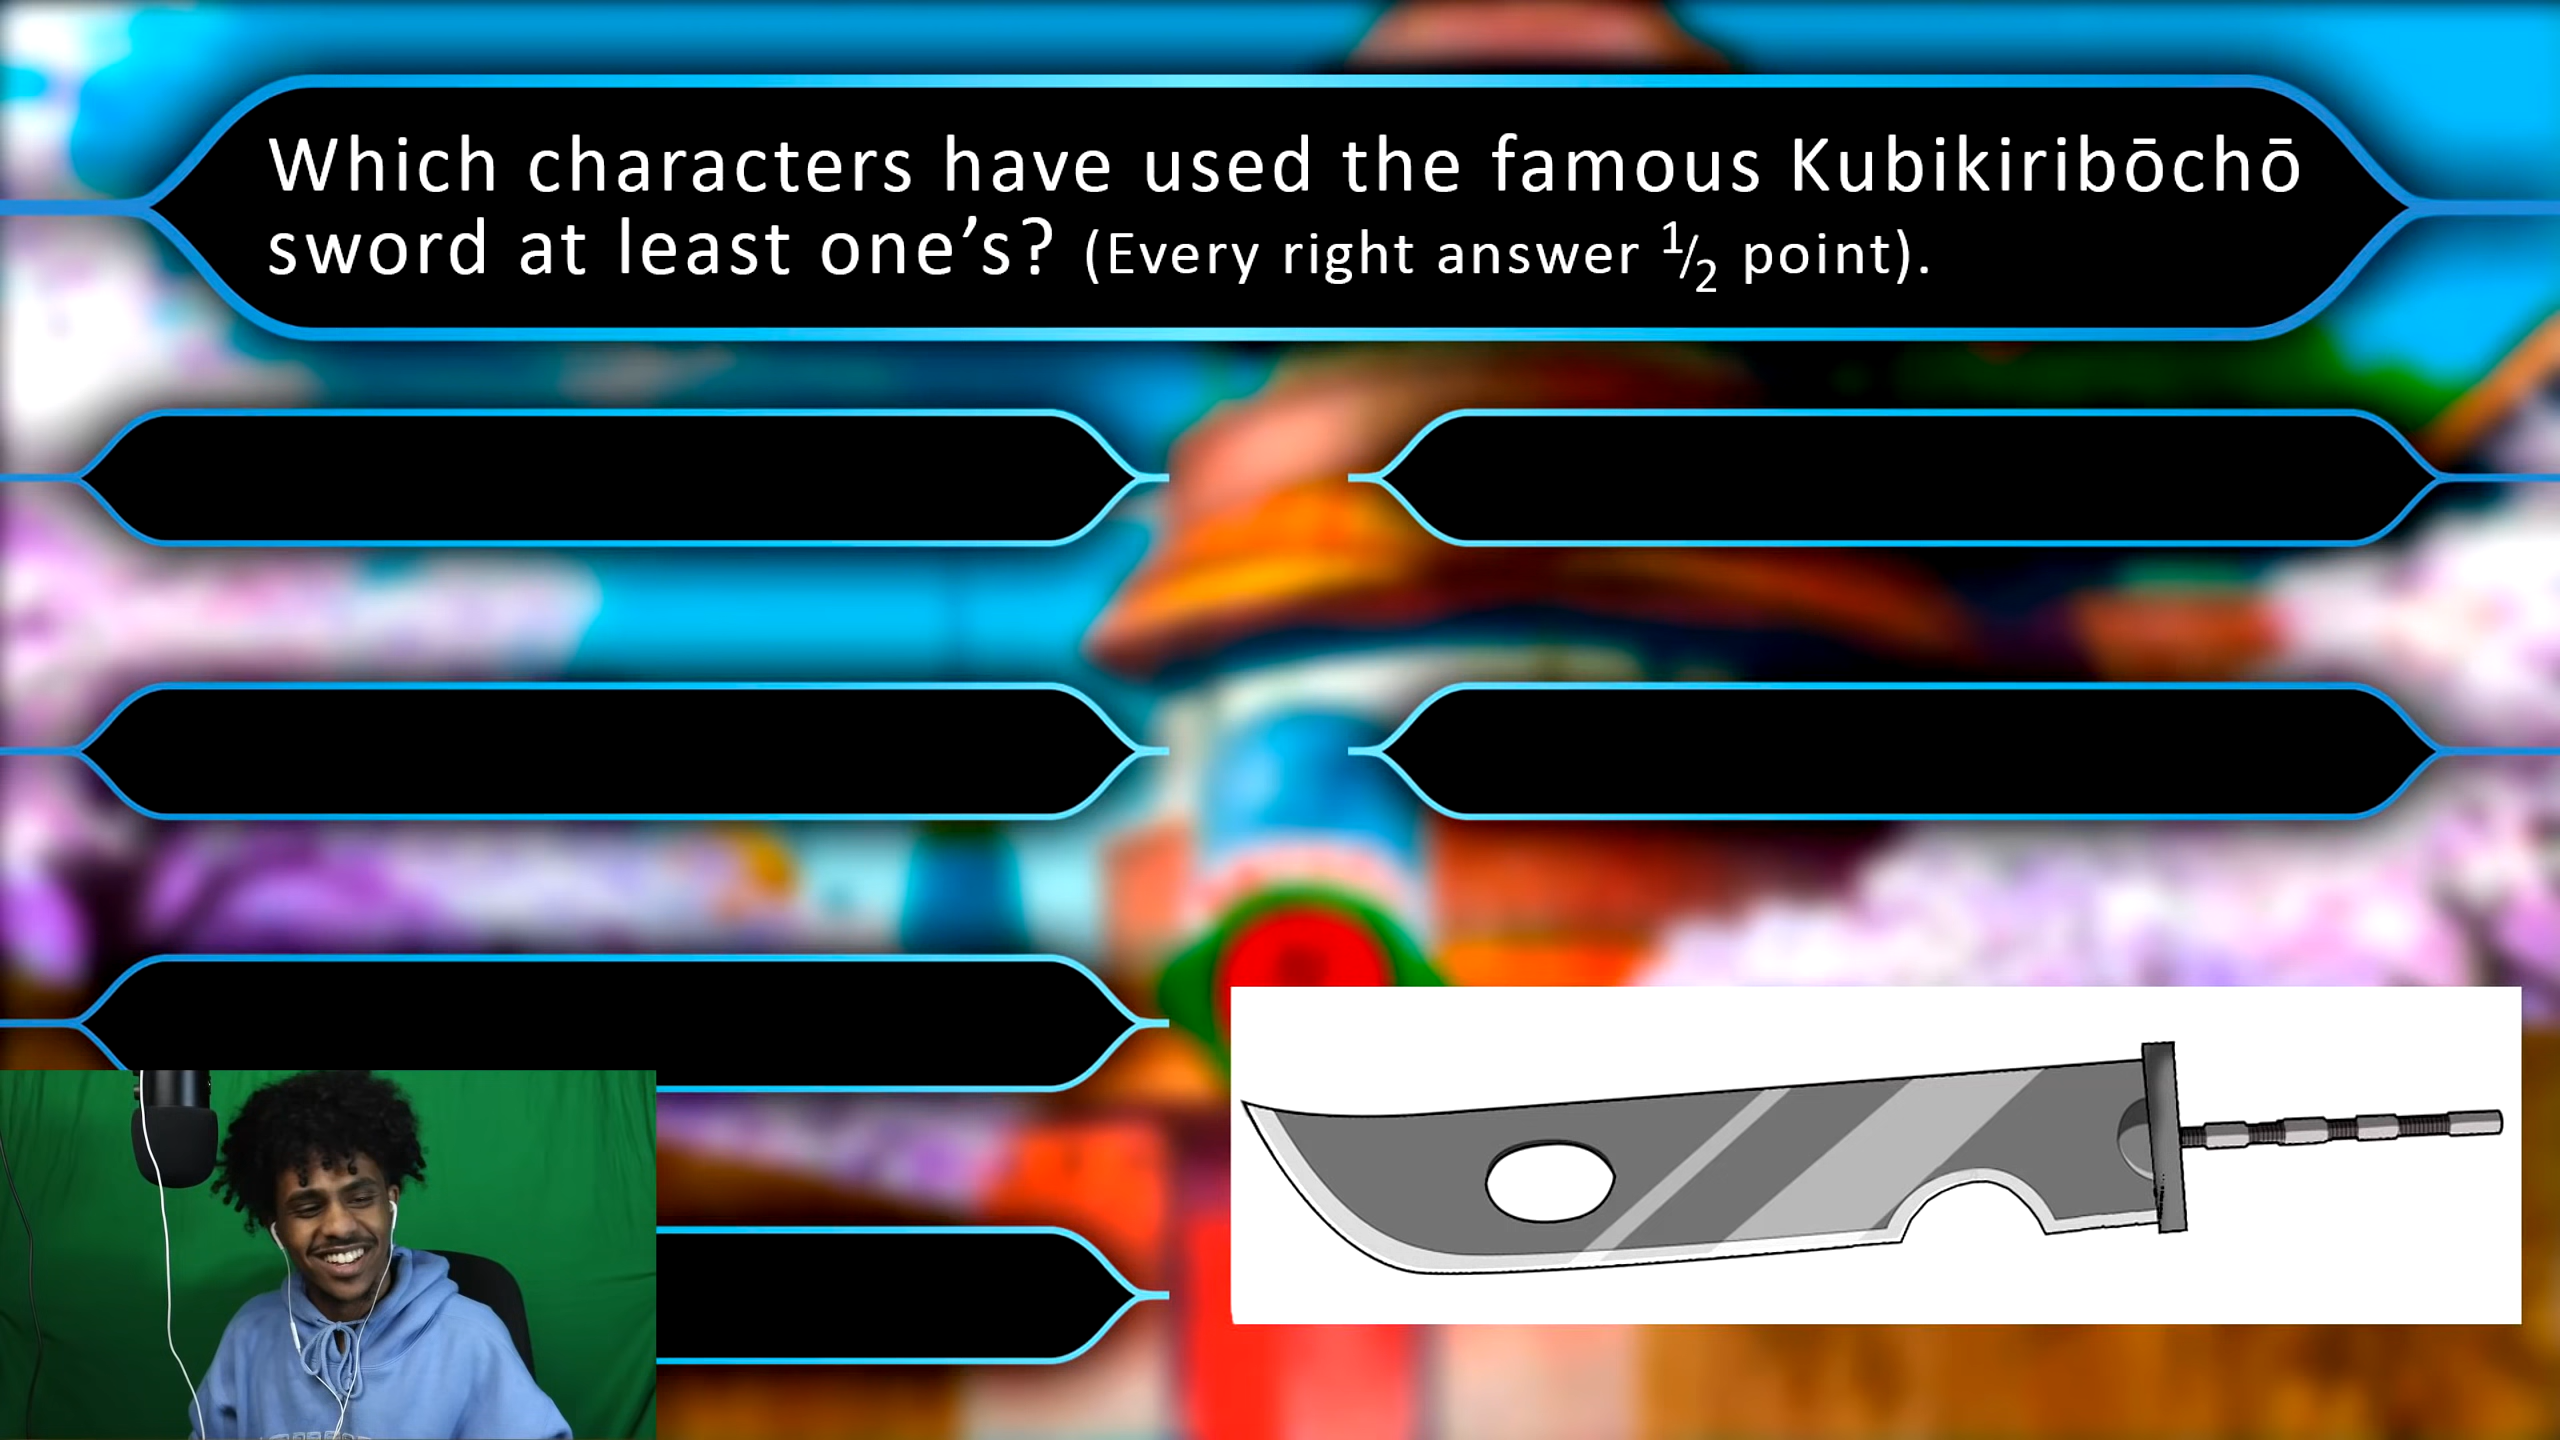 Which characters have used the famous Kubikiribōchō
sword at least one's? (Every right answer ½ point).